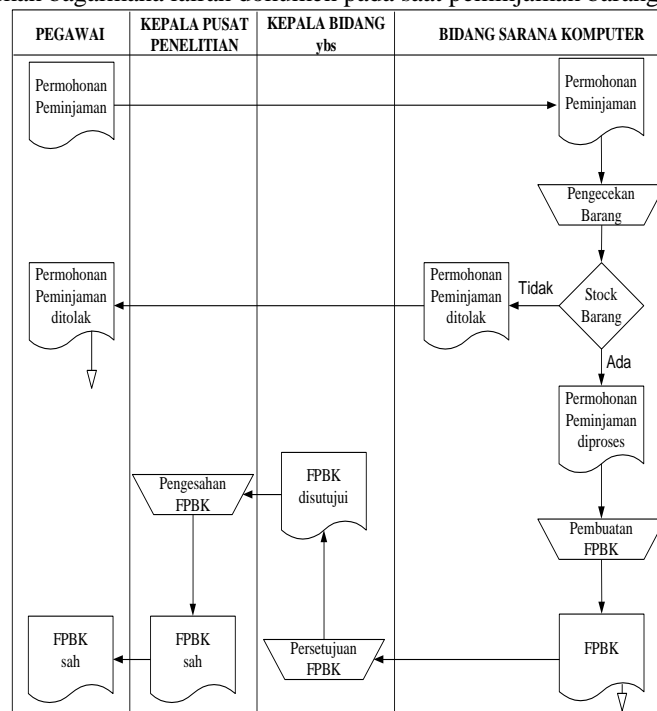 PEGAWAI
KEPALA PUSAT
PENELITIAN
KEPALA BIDANG
ybs
BIDANG SARANA KOMPUTER
Permohonan
Peminjaman
Permohonan
Peminjaman
Pengecekan
Barang
Permohonan
Peminjaman
ditolak
Permohonan
Peminjaman
ditolak
Tidak
Stock
Barang
Ada
Permohonan
Peminjaman
diproses
Pengesahan
FPBK
FPBK
disutujui
Pembuatan
FPBK
FPBK
sah
FPBK
sah
Persetujuan
FPBK
FPBK